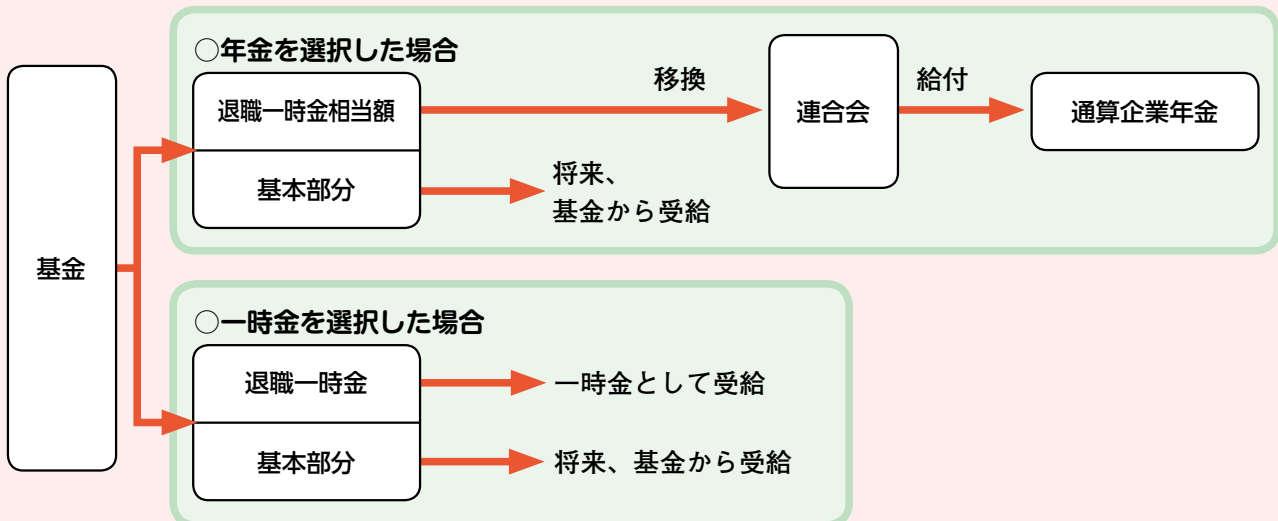 基金
○年金を選択した場合
退職一時金相当額
移換
連合会
給付
通算企業年金
基本部分
将来、
基金から受給
○一時金を選択した場合
退職一時金
一時金として受給
基本部分
将来、基金から受給